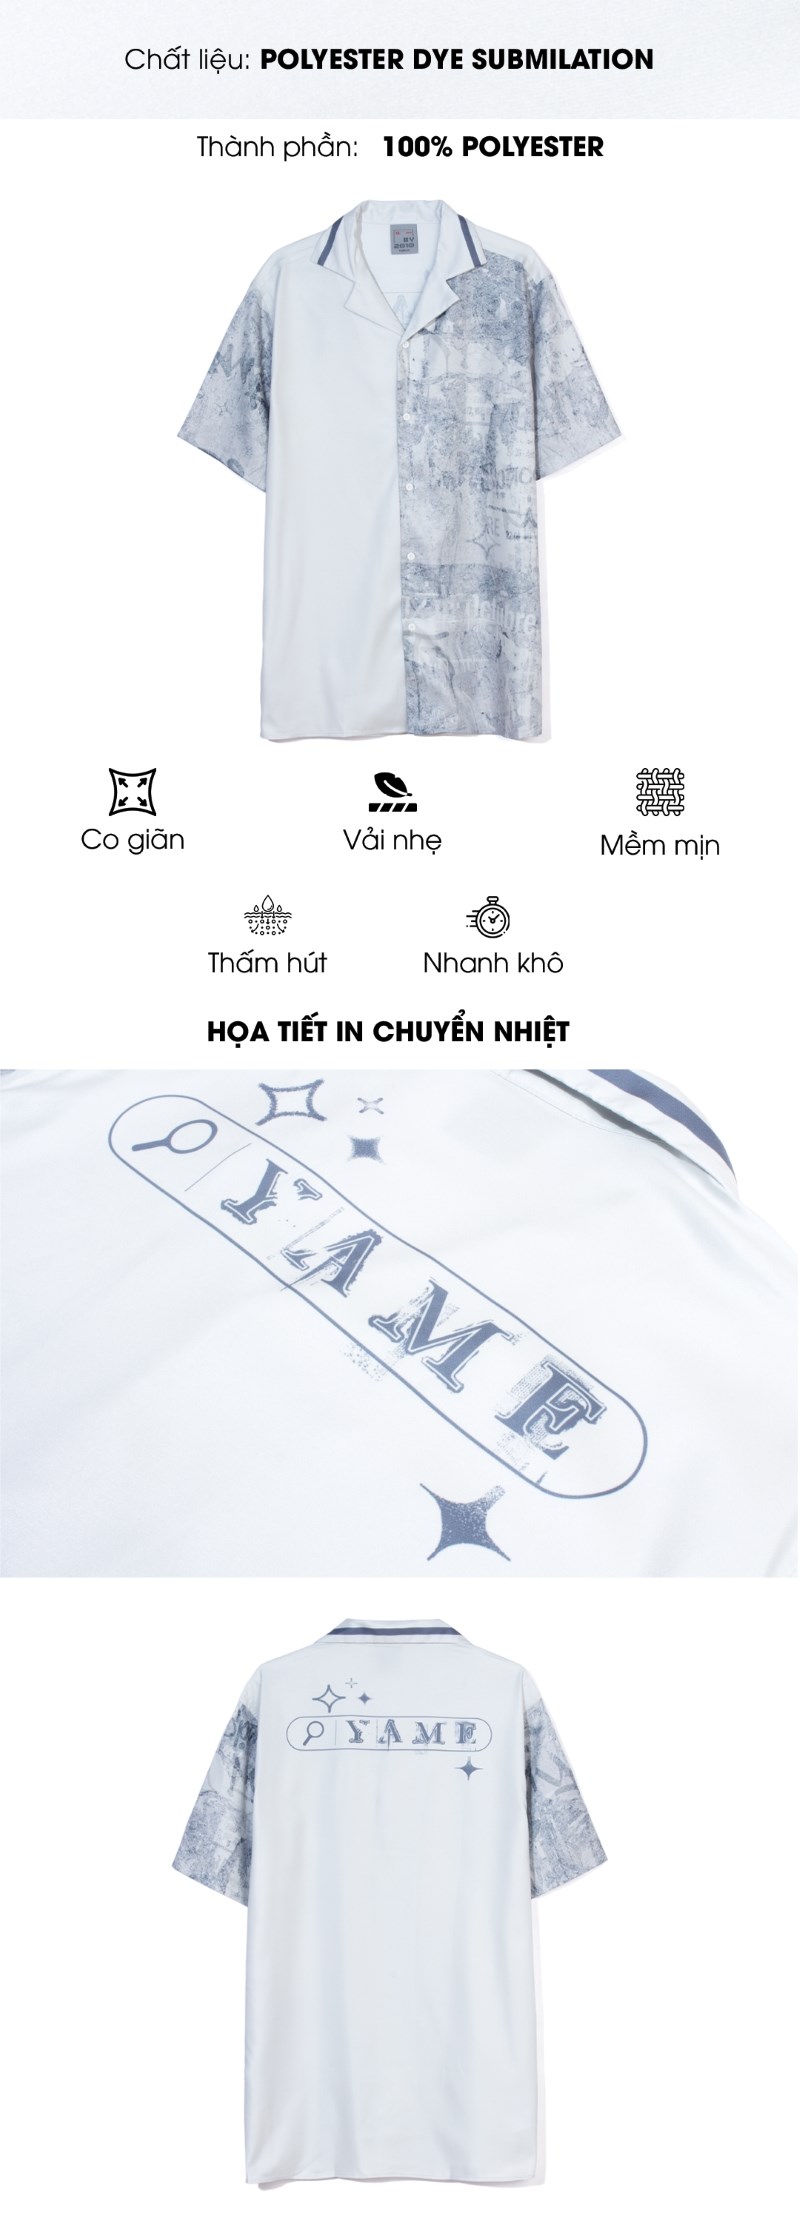 Chất liệu: POLYESTER DYE SUBMILATION
Thành phần: 100% POLYESTER
Co giãn
Vải nhẹ
Mềm mịn
Thấm hút
Nhanh khô
HỌA TIẾT IN CHUYỂN NHIỆT
YAME
YAME